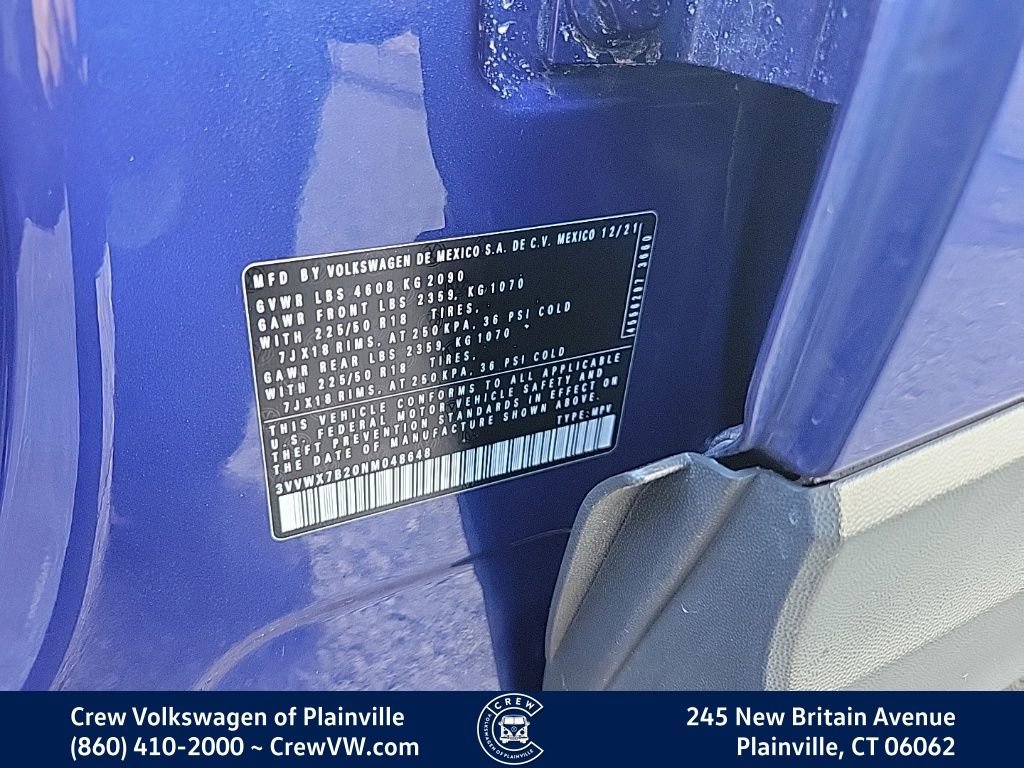 MFD BY VOLKSWAGEN DE MEXICO S.A. DE C.V. MEXICO 12/21
GVWR LBS 4608 KG 2090
GAWR FRONT LBS 2359, KG 1070
WITH 225/50 R18 TIRES,
7JX18 RIMS, AT 250 KPA, 36 PSI COLD
GAWR REAR LBS 2359, KG 1070
WITH 225/50 R18 TIRES,
7JX18 RIMS, AT 250 KPA, 36 PSI COLD
THIS VEHICLE CONFORMS TO ALL APPLICABLE
U.S. FEDERAL MOTOR VEHICLE SAFETY AND
THEFT PREVENTION STANDARDS IN EFFECT ON
THE DATE OF MANUFACTURE SHOWN ABOVE.
TYPE: MPV
3VVWX7B20NM048648
Crew Volkswagen of Plainville
(860) 410-2000 ~ CrewVW.com
CREW
VOLKSWAGEN OF PLAINVILLE
245 New Britain Avenue
Plainville, CT 06062